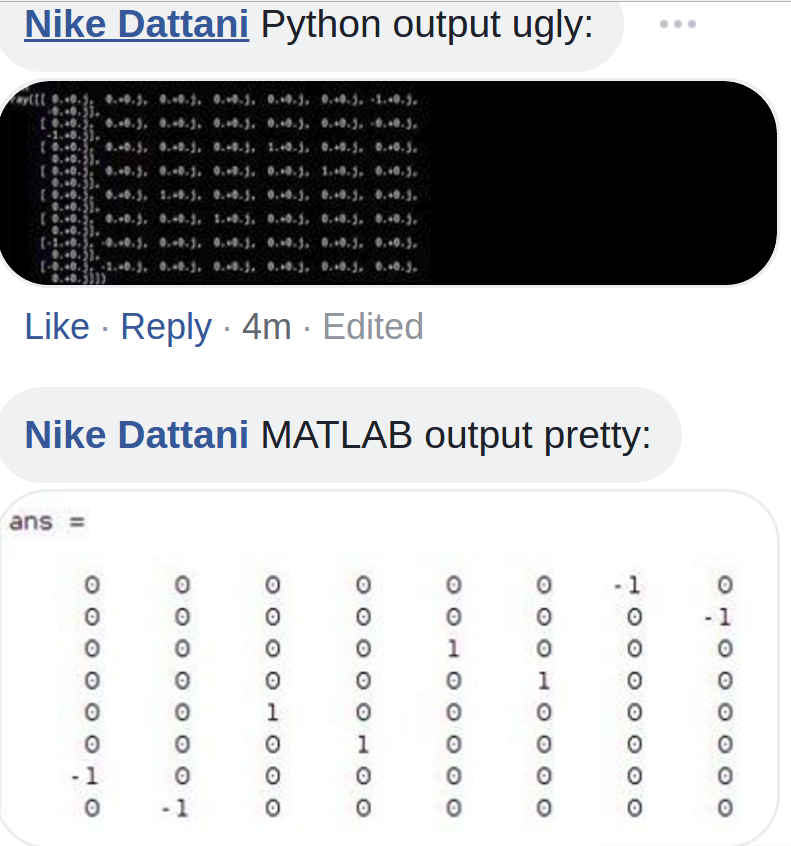 Nike Dattani Python output ugly:
ray([[ 0.+0.j, 0.+0.j, 0.+0.j, 0.+0.j, 0.+0.j, 0.+0.j, -1.+0.j,
-0.+0.j],
[ 0.+0.j, 0.+0.j, 0.+0.j, 0.+0.j, 0.+0.j, 0.+0.j, -0.+0.j,
-1.+0.j],
[ 0.+0.j, 0.+0.j, 0.+0.j, 0.+0.j, 1.+0.j, 0.+0.j, 0.+0.j,
0.+0.j],
[ 0.+0.j, 0.+0.j, 0.+0.j, 0.+0.j, 0.+0.j, 1.+0.j, 0.+0.j,
0.+0.j],
[ 0.+0.j, 0.+0.j, 1.+0.j, 0.+0.j, 0.+0.j, 0.+0.j, 0.+0.j,
0.+0.j],
[ 0.+0.j, 0.+0.j, 0.+0.j, 1.+0.j, 0.+0.j, 0.+0.j, 0.+0.j,
0.+0.j],
[-1.+0.j, -0.+0.j, 0.+0.j, 0.+0.j, 0.+0.j, 0.+0.j, 0.+0.j,
0.+0.j],
[-0.+0.j, -1.+0.j, 0.+0.j, 0.+0.j, 0.+0.j, 0.+0.j, 0.+0.j,
0.+0.j]])
Like · Reply · 4m · Edited
Nike Dattani MATLAB output pretty:
ans =
0 0 0 0 0 0 -1 0
0 0 0 0 0 0 0 -1
0 0 0 0 1 0 0 0
0 0 0 0 0 1 0 0
0 0 1 0 0 0 0 0
0 0 0 1 0 0 0 0
-1 0 0 0 0 0 0 0
0 -1 0 0 0 0 0 0